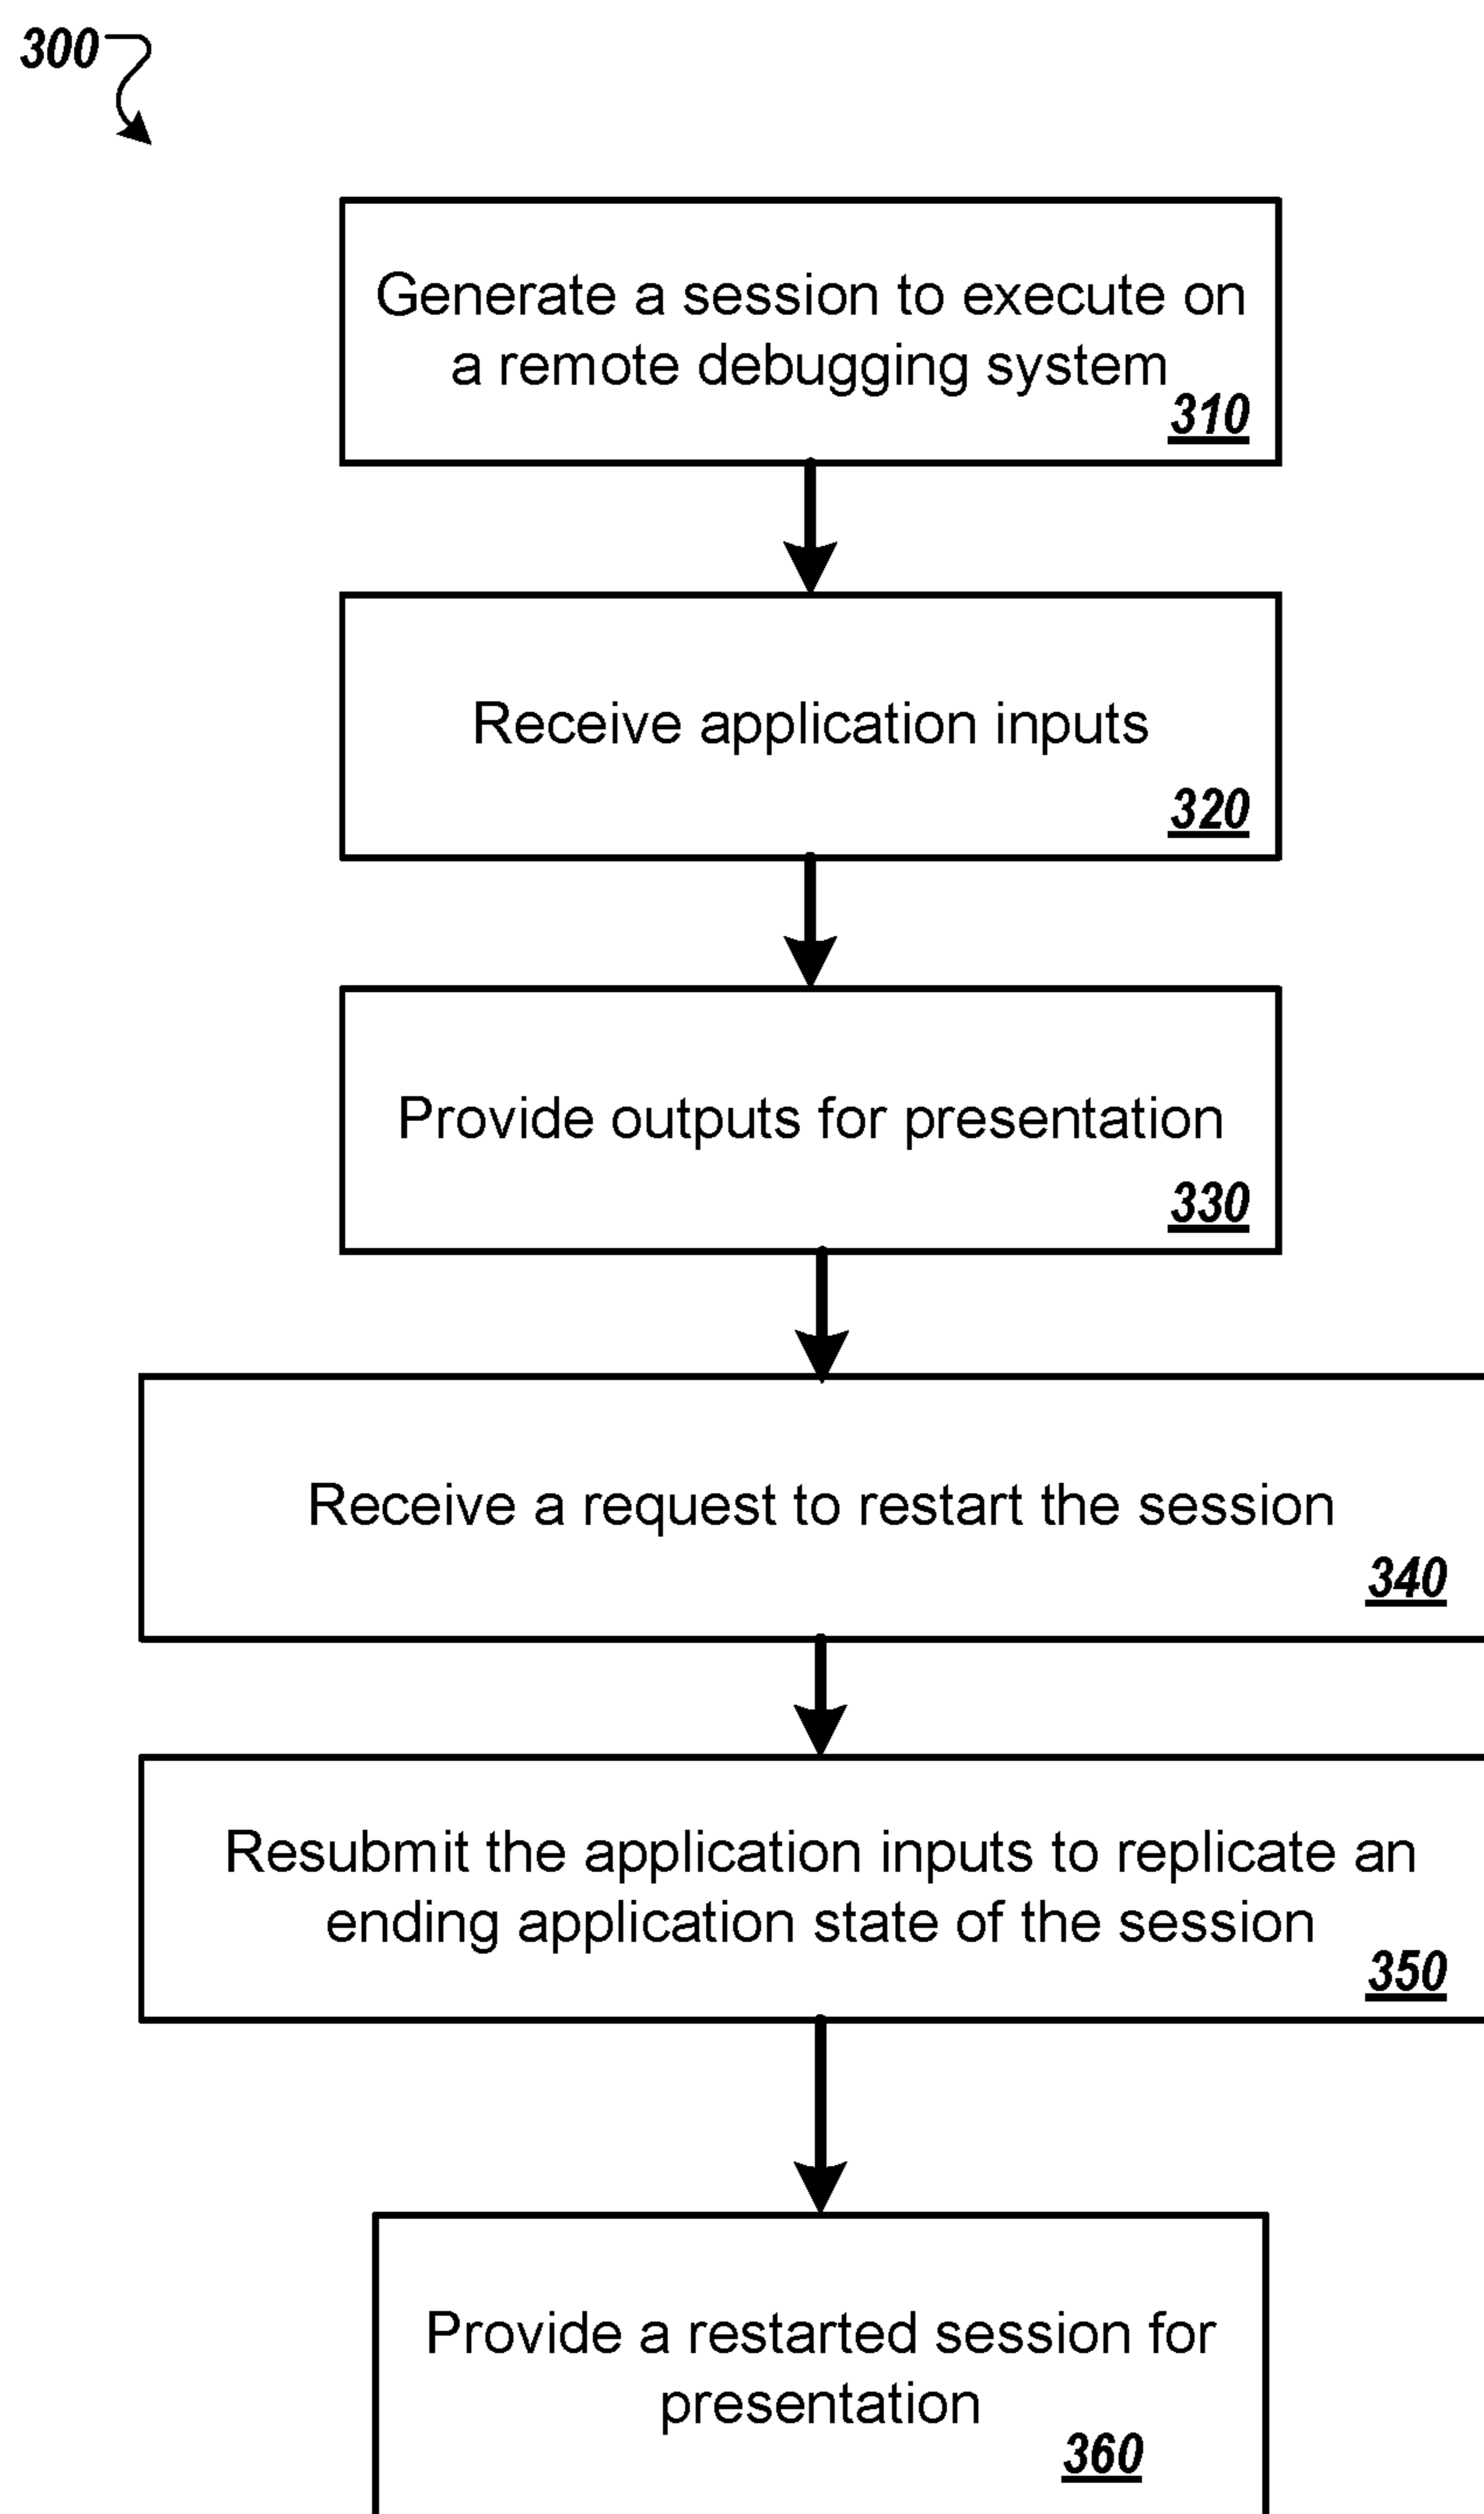 300
Generate a session to execute on
a remote debugging system
310
Receive application inputs
320
Provide outputs for presentation
330
Receive a request to restart the session
340
Resubmit the application inputs to replicate an
ending application state of the session
350
Provide a restarted session for
presentation
360